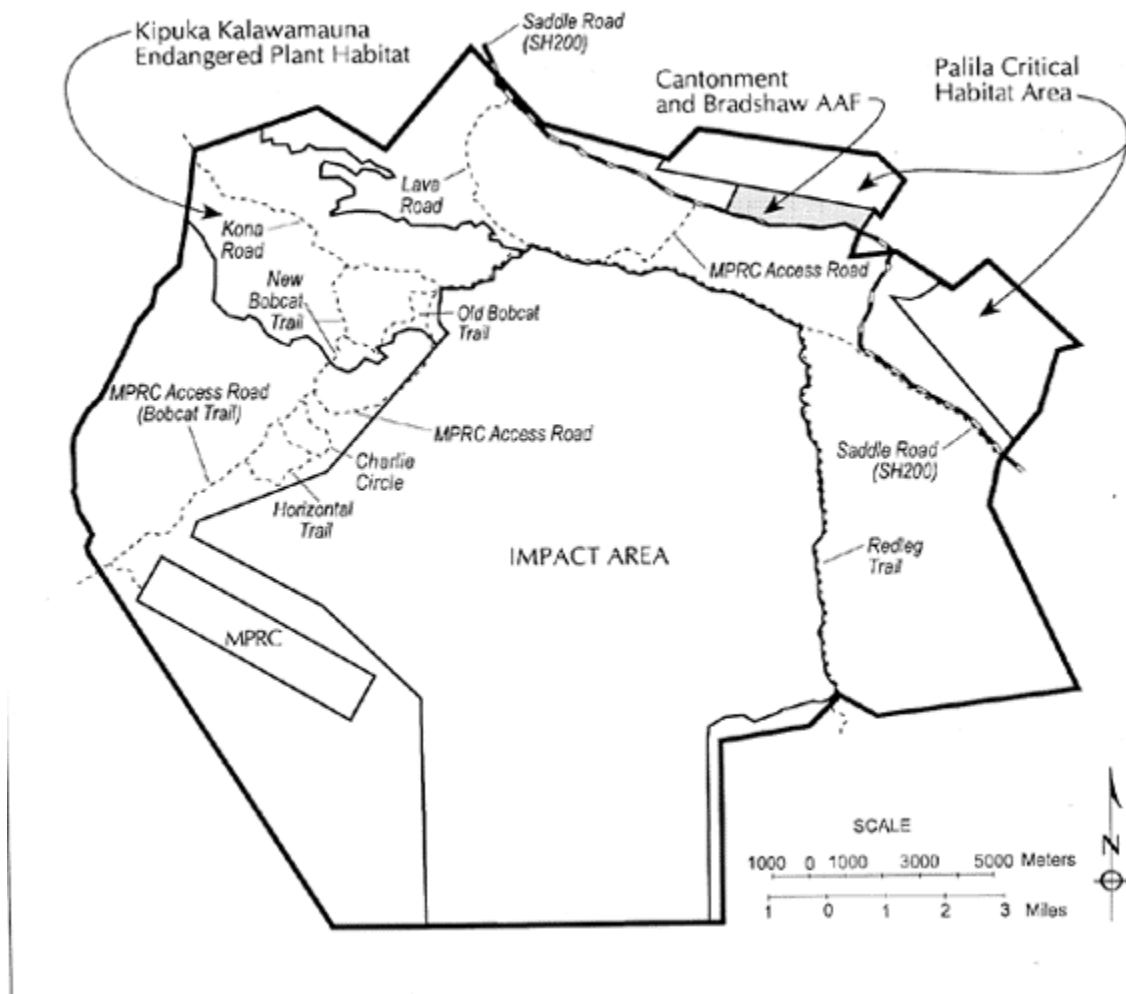 Kipuka Kalawamauna
Endangered Plant Habitat
Saddle Road
(SH200)
Cantonment
and Bradshaw AAF
Palila Critical
Habitat Area
Lava
Road
Kona
Road
New
Bobcat
Trail
Old Bobcat
Trail
MPRC Access Road
MPRC Access Road
(Bobcat Trail)
MPRC Access Road
Charlie
Circle
Horizontal
Trail
Saddle Road
(SH200)
IMPACT AREA
Redleg
Trail
MPRC
SCALE
1000 0 1000 3000 5000 Meters
1 0 1 2 3 Miles
N